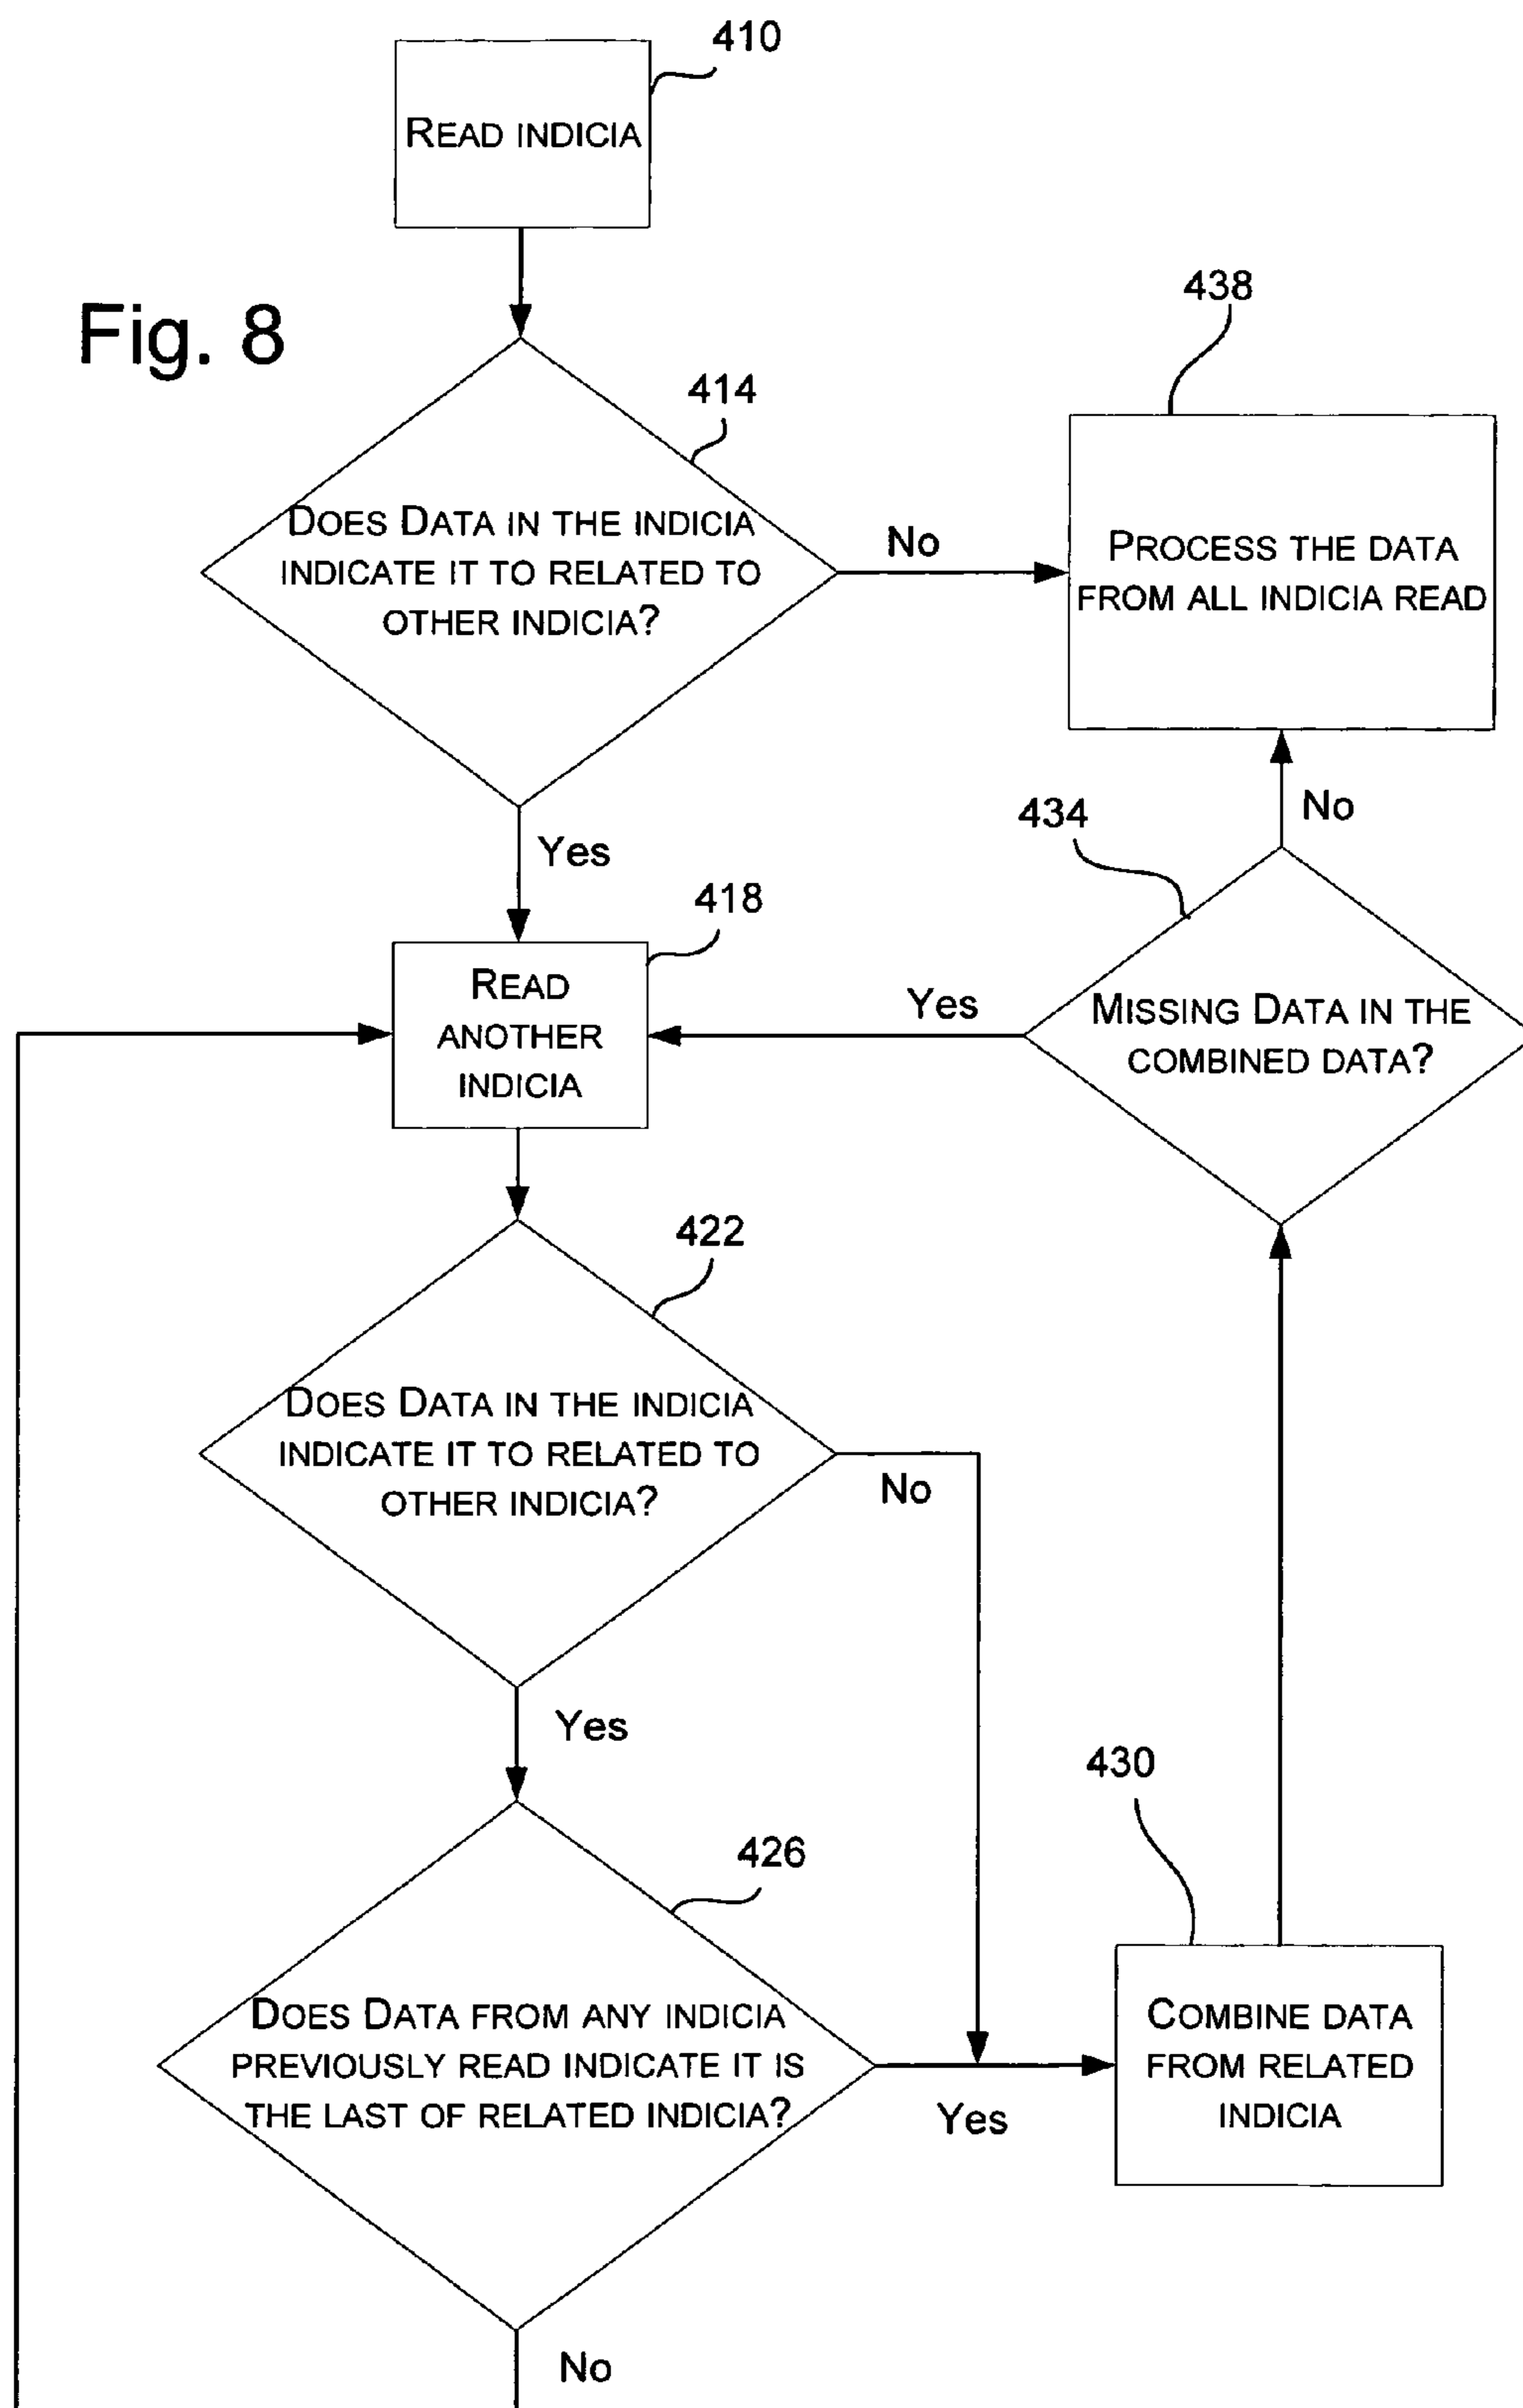 410
READ INDICIA
Fig. 8
438
414
DOES DATA IN THE INDICIA
INDICATE IT TO RELATED TO
OTHER INDICIA?
No
PROCESS THE DATA
FROM ALL INDICIA READ
Yes
434
No
418
READ
ANOTHER
INDICIA
Yes
MISSING DATA IN THE
COMBINED DATA?
422
DOES DATA IN THE INDICIA
INDICATE IT TO RELATED TO
OTHER INDICIA?
No
Yes
430
426
DOES DATA FROM ANY INDICIA
PREVIOUSLY READ INDICATE IT IS
THE LAST OF RELATED INDICIA?
Yes
COMBINE DATA
FROM RELATED
INDICIA
No